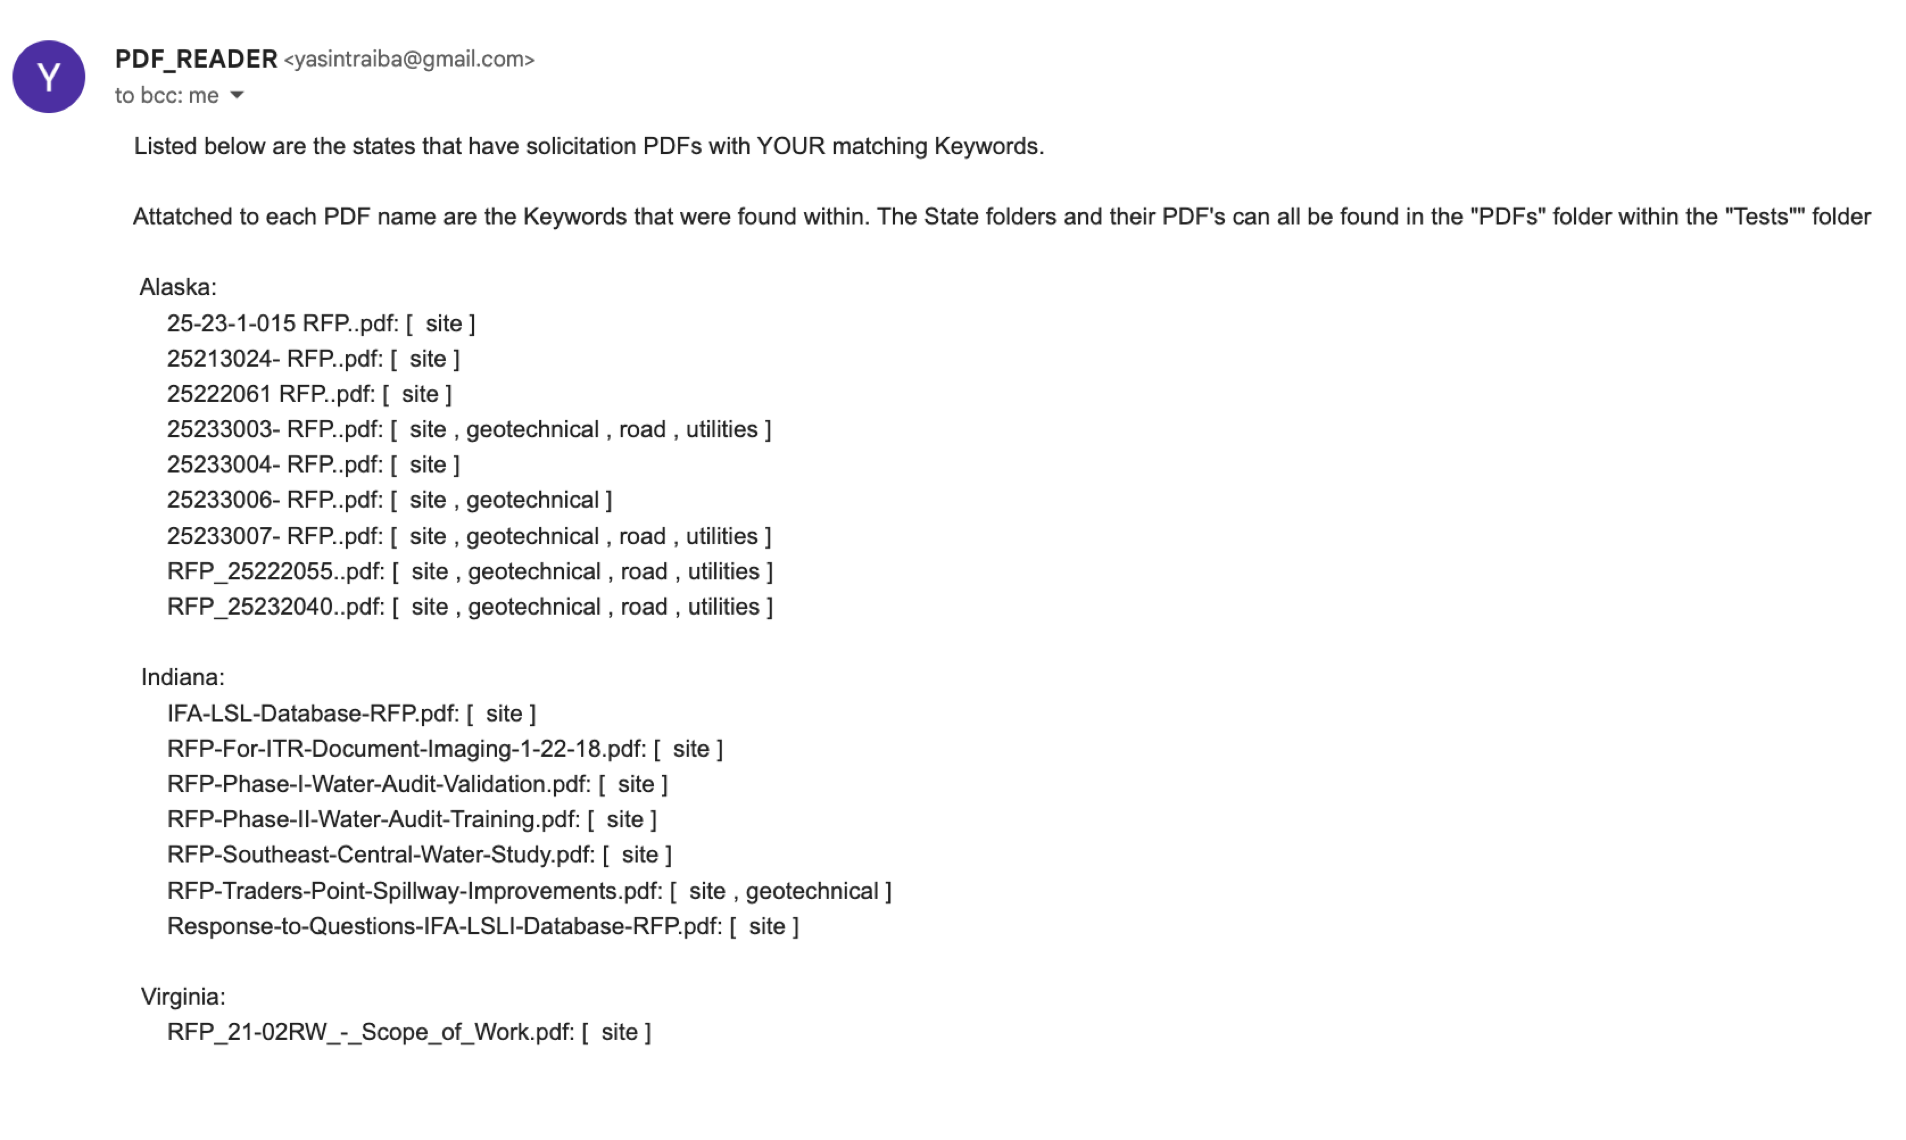 Y
PDF_READER <yasintraiba@gmail.com>
to bcc: me
Listed below are the states that have solicitation PDFs with YOUR matching Keywords.
Attatched to each PDF name are the Keywords that were found within. The State folders and their PDF's can all be found in the "PDFs" folder within the "Tests"" folder
Alaska:
25-23-1-015 RFP..pdf: [  site ]
25213024- RFP..pdf: [  site ]
25222061 RFP..pdf: [  site ]
25233003- RFP..pdf: [  site , geotechnical , road , utilities ]
25233004- RFP..pdf: [  site ]
25233006- RFP..pdf: [  site , geotechnical ]
25233007- RFP..pdf: [  site , geotechnical , road , utilities ]
RFP_25222055..pdf: [  site , geotechnical , road , utilities ]
RFP_25232040..pdf: [  site , geotechnical , road , utilities ]
Indiana:
IFA-LSL-Database-RFP.pdf: [  site ]
RFP-For-ITR-Document-Imaging-1-22-18.pdf: [  site ]
RFP-Phase-I-Water-Audit-Validation.pdf: [  site ]
RFP-Phase-II-Water-Audit-Training.pdf: [  site ]
RFP-Southeast-Central-Water-Study.pdf: [  site ]
RFP-Traders-Point-Spillway-Improvements.pdf: [  site , geotechnical ]
Response-to-Questions-IFA-LSLI-Database-RFP.pdf: [  site ]
Virginia:
RFP_21-02RW_-_Scope_of_Work.pdf: [  site ]